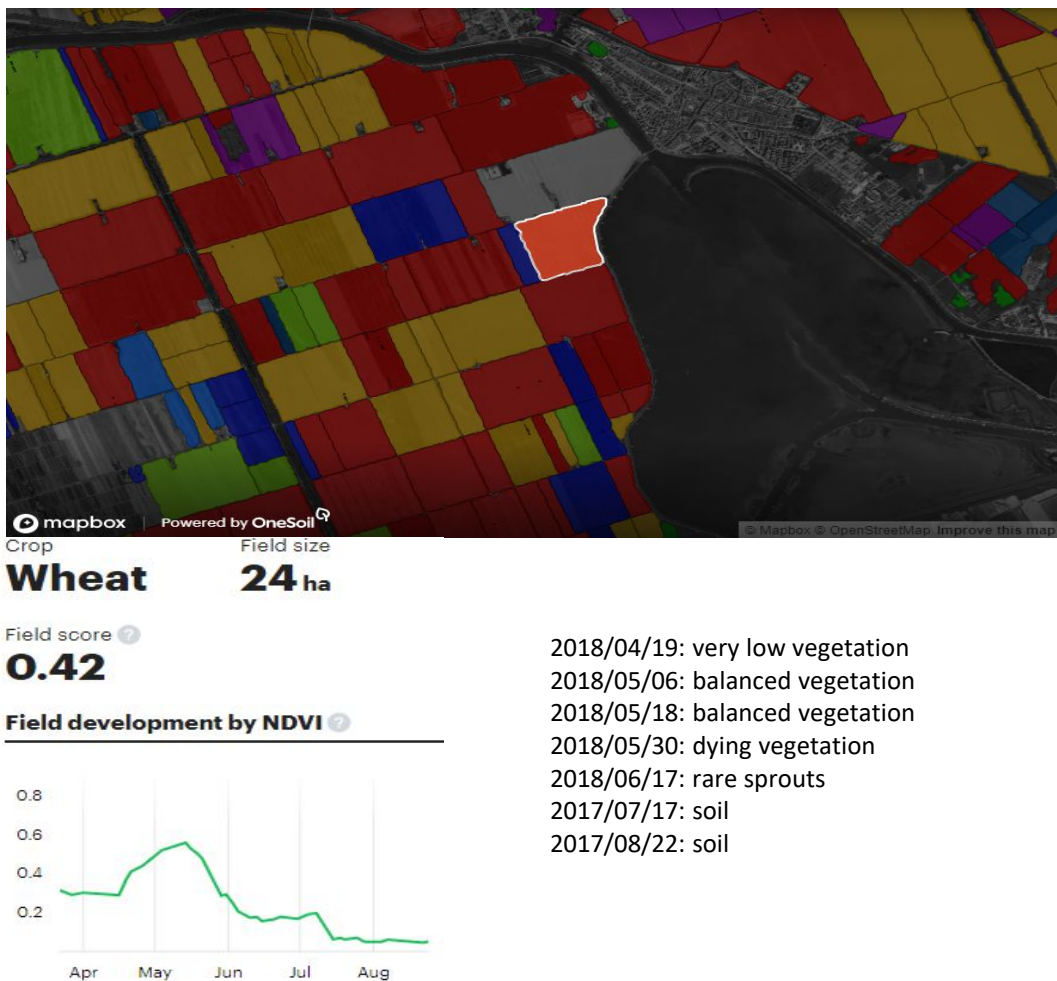 mapbox | Powered by OneSoil
© Mapbox © OpenStreetMap Improve this map
Crop Field size
Wheat 24 ha
Field score ?
0.42
Field development by NDVI ?
0.8
0.6
0.4
0.2
Apr May Jun Jul Aug
2018/04/19: very low vegetation
2018/05/06: balanced vegetation
2018/05/18: balanced vegetation
2018/05/30: dying vegetation
2018/06/17: rare sprouts
2017/07/17: soil
2017/08/22: soil